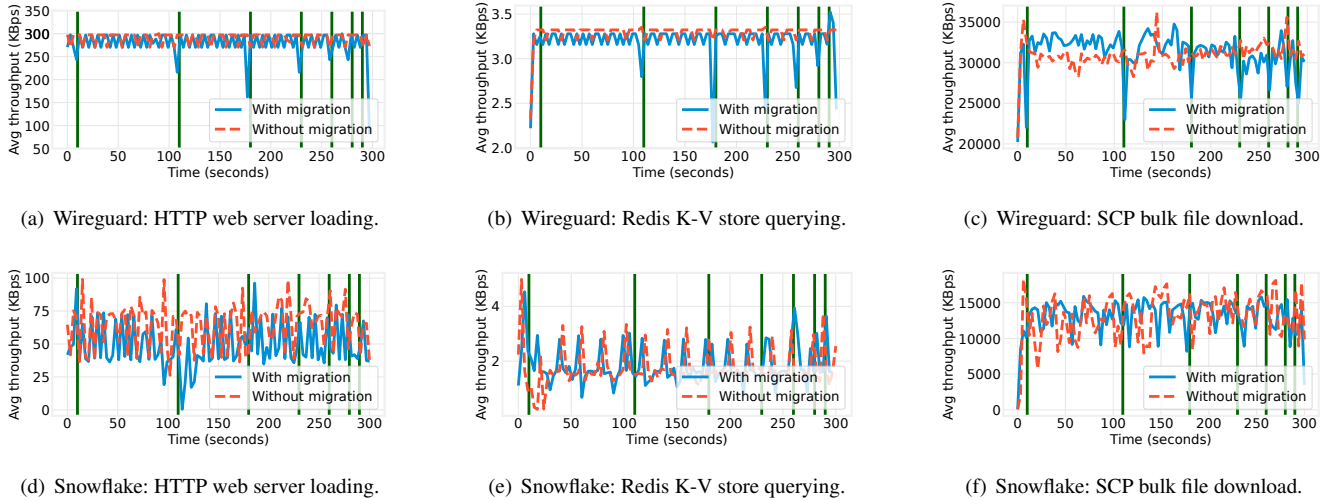 Avg throughput (KBps)
350
300
250
200
150
100
50
With migration
Without migration
0 50 100 150 200 250 300
Time (seconds)
(a) Wireguard: HTTP web server loading.
Avg throughput (KBps)
3.5
3.0
2.5
2.0
With migration
Without migration
0 50 100 150 200 250 300
Time (seconds)
(b) Wireguard: Redis K-V store querying.
Avg throughput (KBps)
35000
30000
25000
20000
With migration
Without migration
0 50 100 150 200 250 300
Time (seconds)
(c) Wireguard: SCP bulk file download.
Avg throughput (KBps)
100
75
50
25
0
With migration
Without migration
0 50 100 150 200 250 300
Time (seconds)
(d) Snowflake: HTTP web server loading.
Avg throughput (KBps)
4
2
With migration
Without migration
0 50 100 150 200 250 300
Time (seconds)
(e) Snowflake: Redis K-V store querying.
Avg throughput (KBps)
15000
10000
5000
0
With migration
Without migration
0 50 100 150 200 250 300
Time (seconds)
(f) Snowflake: SCP bulk file download.